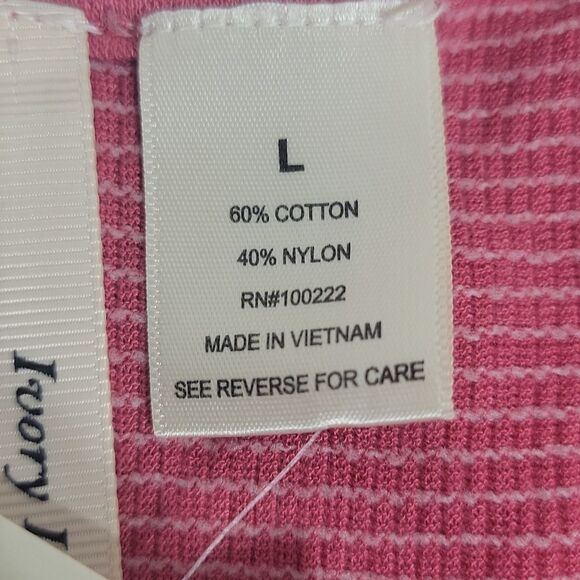 L
60% COTTON
40% NYLON
RN#100222
MADE IN VIETNAM
SEE REVERSE FOR CARE
Ivory